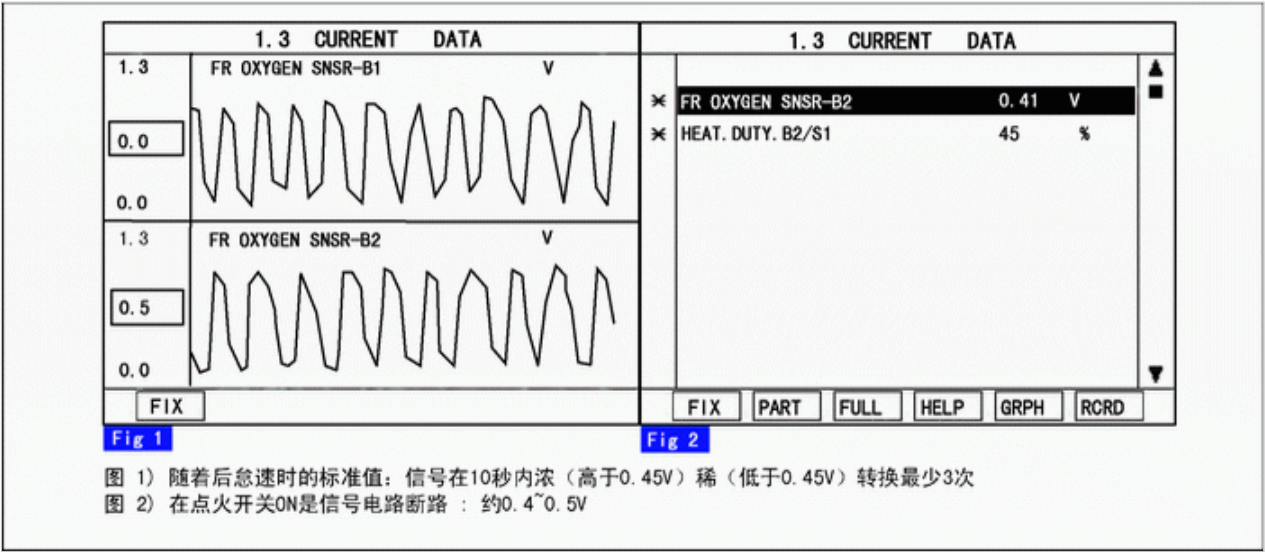 1.3 CURRENT DATA
1.3
FR OXYGEN SNSR-B1 V
0.0
0.0
1.3
FR OXYGEN SNSR-B2 V
0.5
0.0
FIX
Fig 1
1.3 CURRENT DATA
* FR OXYGEN SNSR-B2 0.41 V
* HEAT.DUTY.B2/S1 45 %
FIX PART FULL HELP GRPH RCRD
Fig 2
图 1) 随着后怠速时的标准值: 信号在10秒内浓（高于0.45V）稀（低于0.45V）转换最少3次
图 2) 在点火开关ON是信号电路断路 : 约0.4~0.5V